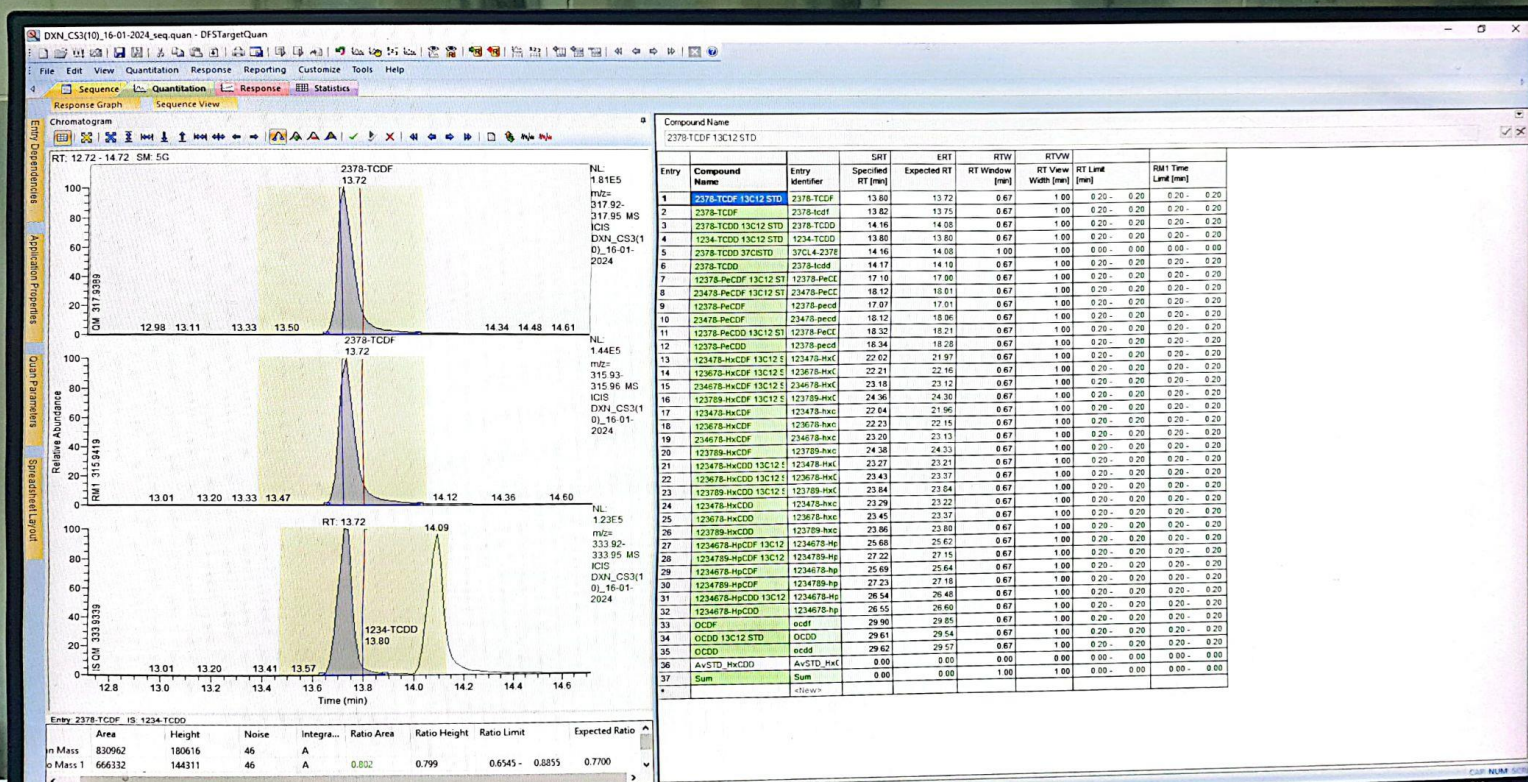 DXN_CS3(10)_16-01-2024_seq.quan - DFSTargetQuan
File Edit View Quantitation Response Reporting Customize Tools Help
Sequence Quantitation Response Statistics
Response Graph Sequence View
Entry Dependencies
Application Properties
Quan Parameters
Spreadsheet Layout
Chromatogram
RT: 12.72 - 14.72 SM: 5G
2378-TCDF
13.72
NL:
1.81E5
m/z=
317.92-
317.95 MS
ICIS
DXN_CS3(1
0)_16-01-
2024
100
80
60
40
20
0
QM 317.9389
12.98 13.11 13.33 13.50 14.34 14.48 14.61
2378-TCDF
13.72
NL:
1.44E5
m/z=
315.93-
315.96 MS
ICIS
DXN_CS3(1
0)_16-01-
2024
100
80
60
40
20
0
Relative Abundance
RM1 315.9419
13.01 13.20 13.33 13.47 14.12 14.36 14.60
RT: 13.72
14.09
NL:
1.23E5
m/z=
333.92-
333.95 MS
ICIS
DXN_CS3(1
0)_16-01-
2024
100
80
60
40
20
0
IS QM 333.9339
1234-TCDD
13.80
13.01 13.20 13.41 13.57
12.8 13.0 13.2 13.4 13.6 13.8 14.0 14.2 14.4 14.6
Time (min)
Entry: 2378-TCDF IS: 1234-TCDD
Area Height Noise Integra... Ratio Area Ratio Height Ratio Limit Expected Ratio
n Mass 830962 180616 46 A
o Mass 1 666332 144311 46 A 0.802 0.799 0.6545 - 0.8855 0.7700
Compound Name
2378-TCDF 13C12 STD
SRT ERT RTW RTVW
Entry Compound Name Entry Identifier Specified RT [min] Expected RT RT Window [min] RT View Width [min] RT Limit [min] RM1 Time Limit [min]
1 2378-TCDF 13C12 STD 2378-TCDF 13.80 13.72 0.67 1.00 0.20 - 0.20 0.20 - 0.20
2 2378-TCDF 2378-tcdf 13.82 13.75 0.67 1.00 0.20 - 0.20 0.20 - 0.20
3 2378-TCDD 13C12 STD 2378-TCDD 14.16 14.08 0.67 1.00 0.20 - 0.20 0.20 - 0.20
4 1234-TCDD 13C12 STD 1234-TCDD 13.80 13.80 0.67 1.00 0.20 - 0.20 0.20 - 0.20
5 2378-TCDD 37ClSTD 37CL4-2378 14.16 14.08 1.00 1.00 0.00 - 0.00 0.00 - 0.00
6 2378-TCDD 2378-tcdd 14.17 14.10 0.67 1.00 0.20 - 0.20 0.20 - 0.20
7 12378-PeCDF 13C12 ST 12378-PeCD 17.10 17.00 0.67 1.00 0.20 - 0.20 0.20 - 0.20
8 23478-PeCDF 13C12 ST 23478-PeCD 18.12 18.01 0.67 1.00 0.20 - 0.20 0.20 - 0.20
9 12378-PeCDF 12378-pecd 17.07 17.01 0.67 1.00 0.20 - 0.20 0.20 - 0.20
10 23478-PeCDF 23478-pecd 18.12 18.06 0.67 1.00 0.20 - 0.20 0.20 - 0.20
11 12378-PeCDD 13C12 ST 12378-PeCD 18.32 18.21 0.67 1.00 0.20 - 0.20 0.20 - 0.20
12 12378-PeCDD 12378-pecd 18.34 18.28 0.67 1.00 0.20 - 0.20 0.20 - 0.20
13 123478-HxCDF 13C12 S 123478-HxC 22.02 21.97 0.67 1.00 0.20 - 0.20 0.20 - 0.20
14 123678-HxCDF 13C12 S 123678-HxC 22.21 22.16 0.67 1.00 0.20 - 0.20 0.20 - 0.20
15 234678-HxCDF 13C12 S 234678-HxC 23.18 23.12 0.67 1.00 0.20 - 0.20 0.20 - 0.20
16 123789-HxCDF 13C12 S 123789-HxC 24.36 24.30 0.67 1.00 0.20 - 0.20 0.20 - 0.20
17 123478-HxCDF 123478-hxc 22.04 21.96 0.67 1.00 0.20 - 0.20 0.20 - 0.20
18 123678-HxCDF 123678-hxc 22.23 22.15 0.67 1.00 0.20 - 0.20 0.20 - 0.20
19 234678-HxCDF 234678-hxc 23.20 23.13 0.67 1.00 0.20 - 0.20 0.20 - 0.20
20 123789-HxCDF 123789-hxc 24.38 24.33 0.67 1.00 0.20 - 0.20 0.20 - 0.20
21 123478-HxCDD 13C12 S 123478-HxC 23.27 23.21 0.67 1.00 0.20 - 0.20 0.20 - 0.20
22 123678-HxCDD 13C12 S 123678-HxC 23.43 23.37 0.67 1.00 0.20 - 0.20 0.20 - 0.20
23 123789-HxCDD 13C12 S 123789-HxC 23.84 23.84 0.67 1.00 0.20 - 0.20 0.20 - 0.20
24 123478-HxCDD 123478-hxc 23.29 23.22 0.67 1.00 0.20 - 0.20 0.20 - 0.20
25 123678-HxCDD 123678-hxc 23.45 23.37 0.67 1.00 0.20 - 0.20 0.20 - 0.20
26 123789-HxCDD 123789-hxc 23.86 23.80 0.67 1.00 0.20 - 0.20 0.20 - 0.20
27 1234678-HpCDF 13C12 1234678-Hp 25.68 25.62 0.67 1.00 0.20 - 0.20 0.20 - 0.20
28 1234789-HpCDF 13C12 1234789-Hp 27.22 27.15 0.67 1.00 0.20 - 0.20 0.20 - 0.20
29 1234678-HpCDF 1234678-hp 25.69 25.64 0.67 1.00 0.20 - 0.20 0.20 - 0.20
30 1234789-HpCDF 1234789-hp 27.23 27.18 0.67 1.00 0.20 - 0.20 0.20 - 0.20
31 1234678-HpCDD 13C12 1234678-Hp 26.54 26.48 0.67 1.00 0.20 - 0.20 0.20 - 0.20
32 1234678-HpCDD 1234678-hp 26.55 26.60 0.67 1.00 0.20 - 0.20 0.20 - 0.20
33 OCDF ocdf 29.90 29.85 0.67 1.00 0.20 - 0.20 0.20 - 0.20
34 OCDD 13C12 STD OCDD 29.61 29.54 0.67 1.00 0.20 - 0.20 0.20 - 0.20
35 OCDD ocdd 29.62 29.57 0.67 1.00 0.20 - 0.20 0.20 - 0.20
36 AvSTD_HxCDD AvSTD_HxC 0.00 0.00 0.00 0.00 0.00 - 0.00 0.00 - 0.00
37 Sum Sum 0.00 0.00 1.00 1.00 0.00 - 0.00 0.00 - 0.00
* <New>
CAP NUM